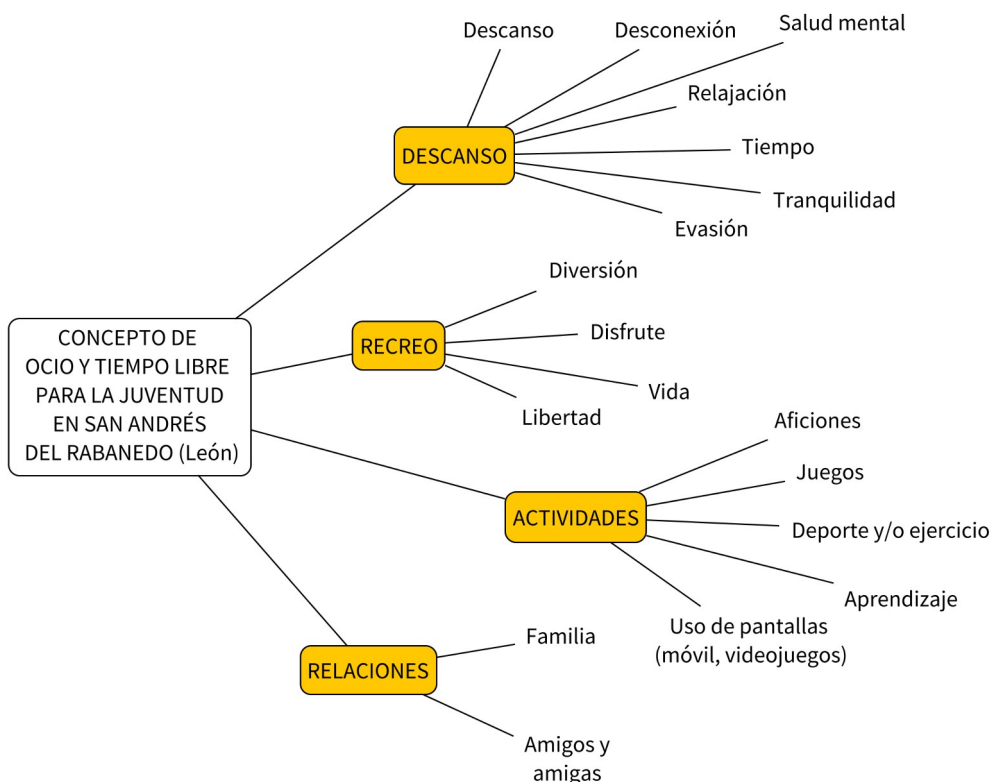 CONCEPTO DE
OCIO Y TIEMPO LIBRE
PARA LA JUVENTUD
EN SAN ANDRÉS
DEL RABANEDO (León)
DESCANSO
Descanso
Desconexión
Salud mental
Relajación
Tiempo
Tranquilidad
Evasión
RECREO
Diversión
Disfrute
Vida
Libertad
ACTIVIDADES
Aficiones
Juegos
Deporte y/o ejercicio
Aprendizaje
Uso de pantallas
(móvil, videojuegos)
RELACIONES
Familia
Amigos y
amigas